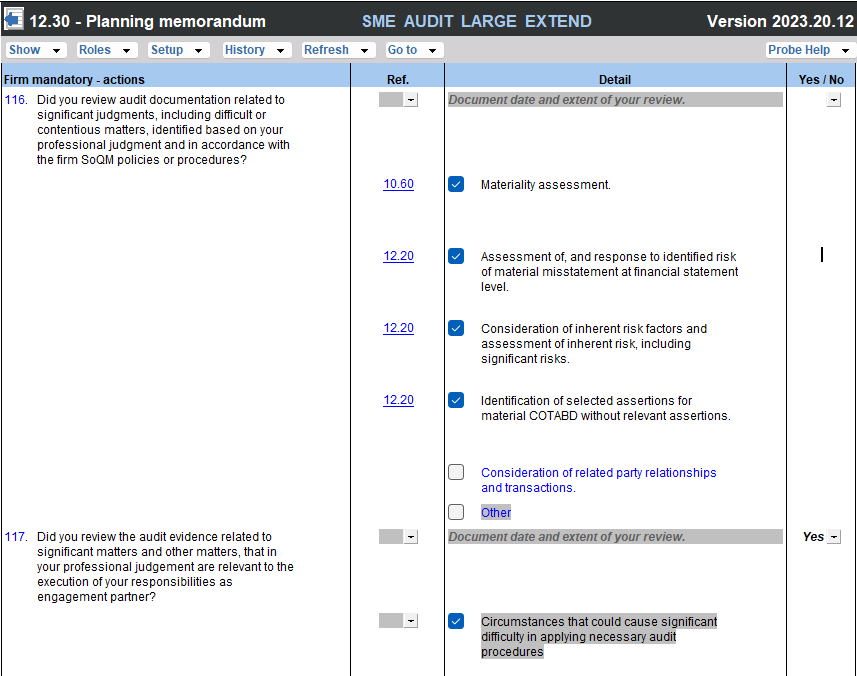 12.30 - Planning memorandum SME AUDIT LARGE EXTEND Version 2023.20.12
Show Roles Setup History Refresh Go to Probe Help
Firm mandatory - actions Ref. Detail Yes / No
116. Did you review audit documentation related to
significant judgments, including difficult or
contentious matters, identified based on your
professional judgment and in accordance with
the firm SoQM policies or procedures?
Document date and extent of your review.
10.60 Materiality assessment.
12.20 Assessment of, and response to identified risk
of material misstatement at financial statement
level.
12.20 Consideration of inherent risk factors and
assessment of inherent risk, including
significant risks.
12.20 Identification of selected assertions for
material COTABD without relevant assertions.
Consideration of related party relationships
and transactions.
Other
117. Did you review the audit evidence related to
significant matters and other matters, that in
your professional judgement are relevant to the
execution of your responsibilities as
engagement partner?
Document date and extent of your review. Yes
Circumstances that could cause significant
difficulty in applying necessary audit
procedures